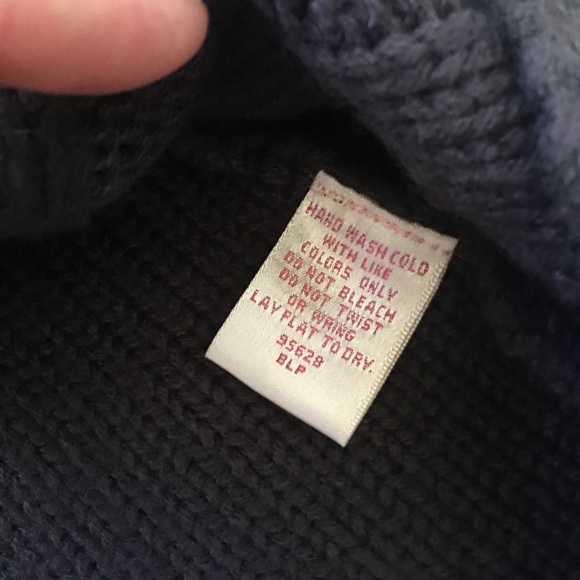 HAND WASH COLD
WITH LIKE
COLORS ONLY
DO NOT BLEACH
DO NOT TWIST
OR WRING
LAY FLAT TO DRY.
95628
BLP